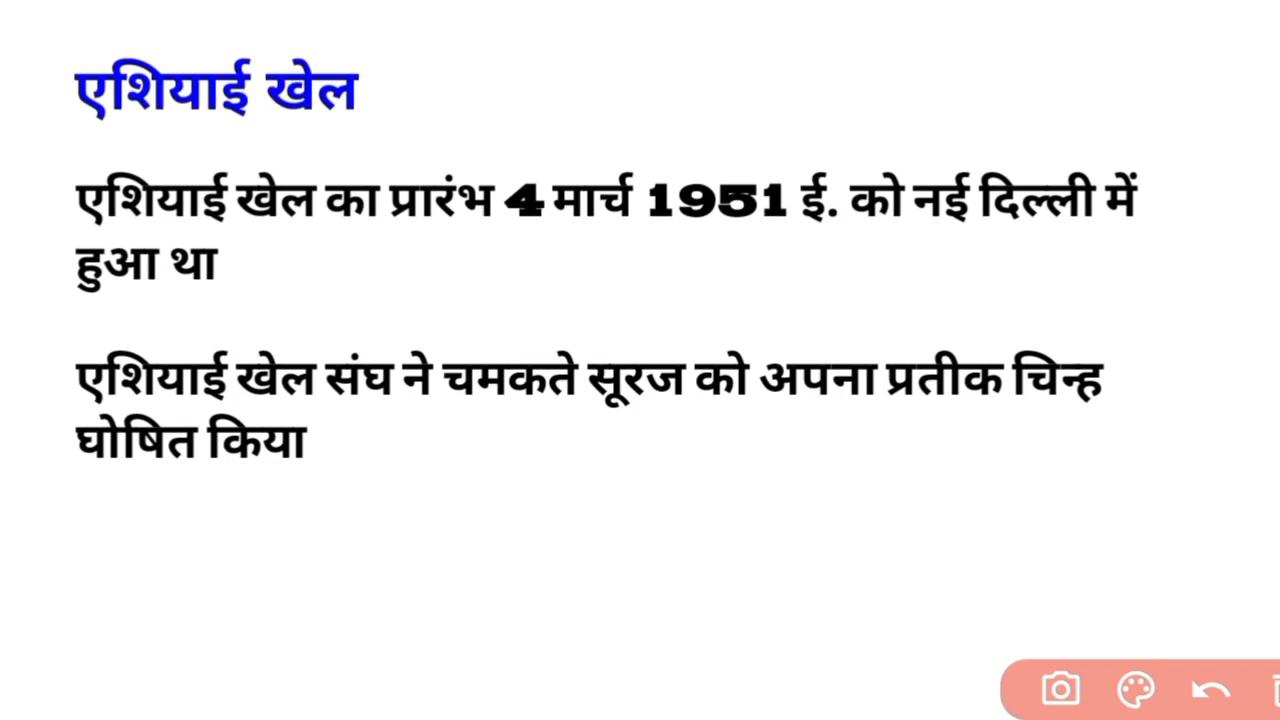 एशियाई खेल
एशियाई खेल का प्रारंभ 4 मार्च 1951 ई. को नई दिल्ली में
हुआ था
एशियाई खेल संघ ने चमकते सूरज को अपना प्रतीक चिन्ह
घोषित किया